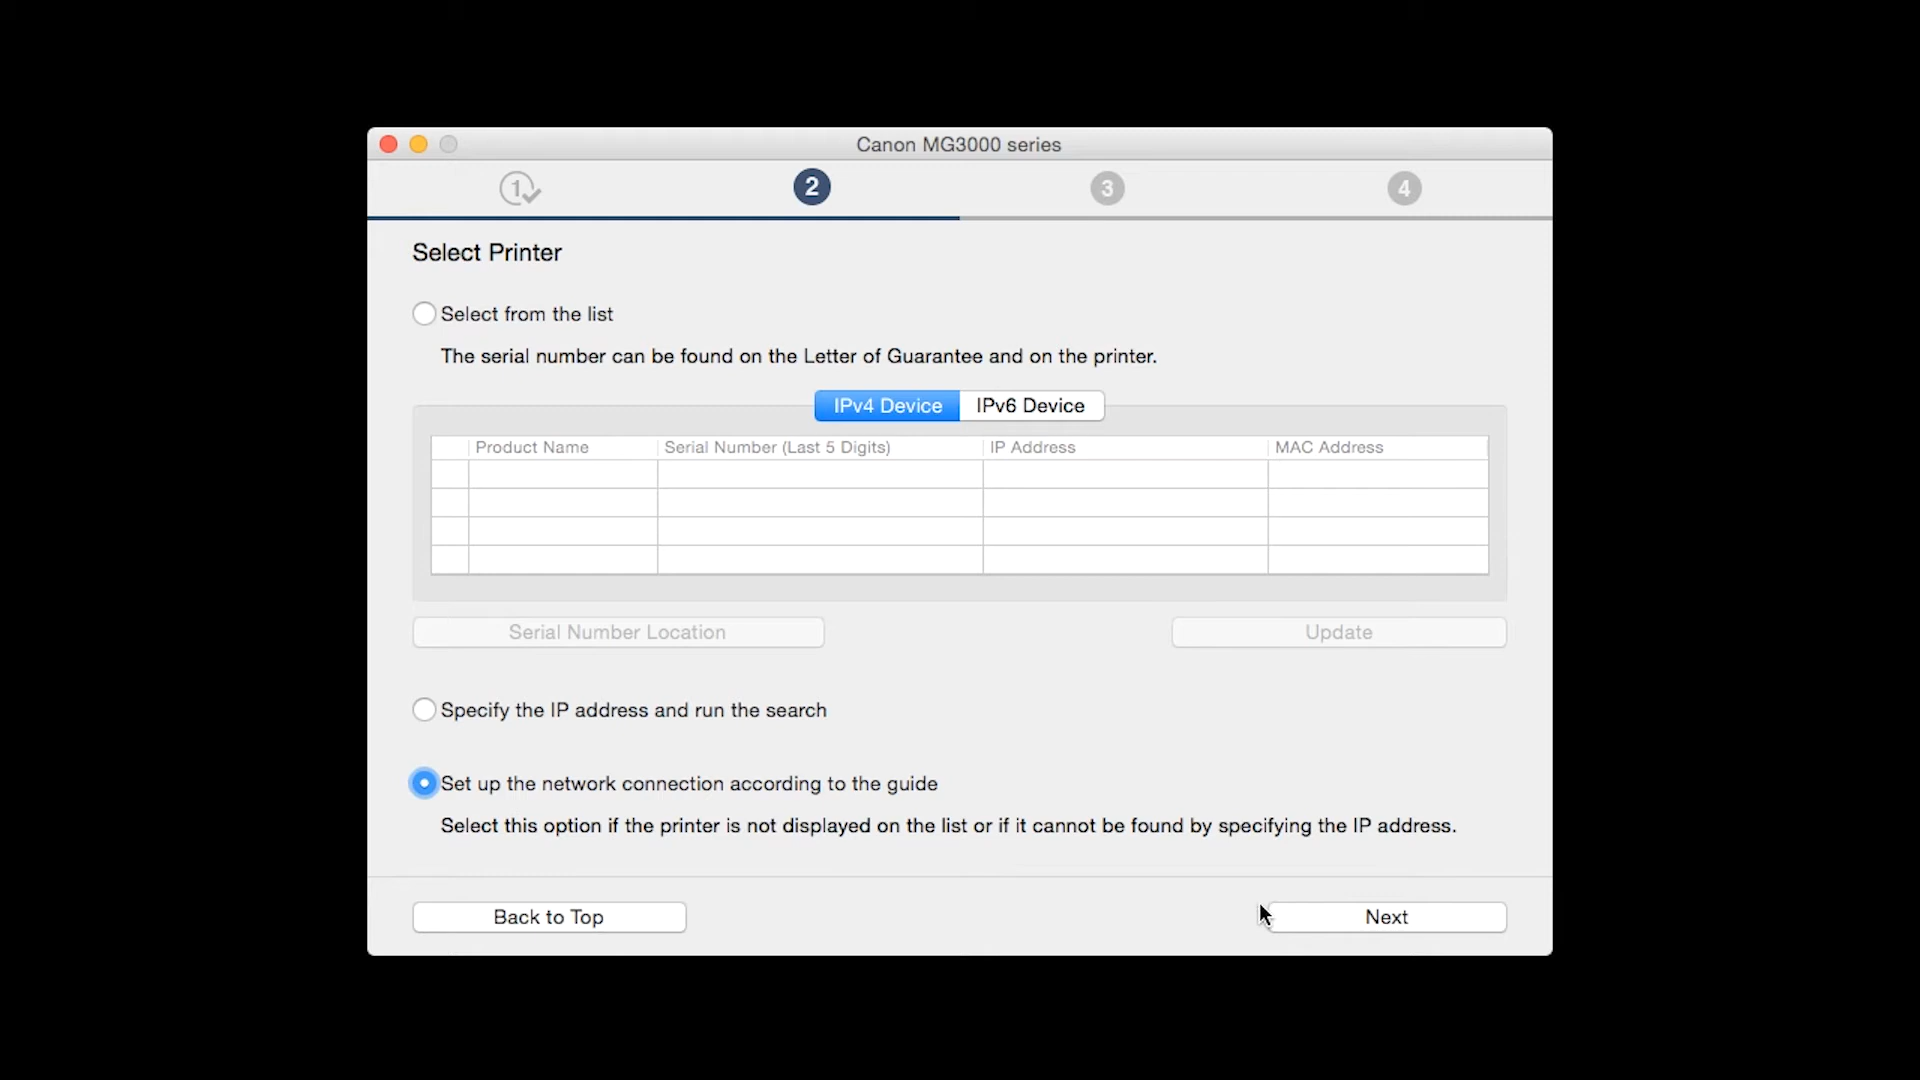 Canon MG3000 series
1 2 3 4
Select Printer
Select from the list
The serial number can be found on the Letter of Guarantee and on the printer.
IPv4 Device IPv6 Device
Product Name Serial Number (Last 5 Digits) IP Address MAC Address
Serial Number Location Update
Specify the IP address and run the search
Set up the network connection according to the guide
Select this option if the printer is not displayed on the list or if it cannot be found by specifying the IP address.
Back to Top Next